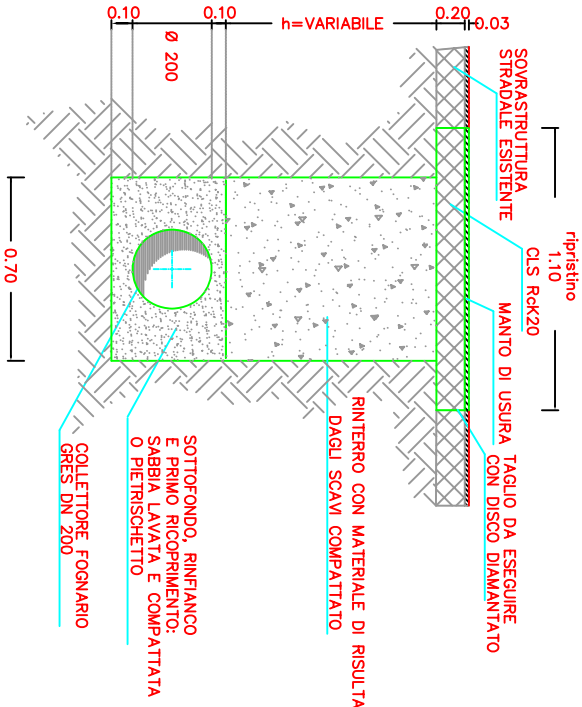 ripristino
1.10
SOVRASTRUTTURA
STRADALE ESISTENTE
CLS RcK20
MANTO DI USURA
TAGLIO DA ESEGUIRE
CON DISCO DIAMANTATO
0.03
0.20
h=VARIABILE
0.10
Ø 200
0.10
RINTERRO CON MATERIALE DI RISULTA
DAGLI SCAVI COMPATTATO
SOTTOFONDO, RINFIANCO
E PRIMO RICOPRIMENTO:
SABBIA LAVATA E COMPATTATA
O PIETRISCHETTO
COLLETTORE FOGNARIO
GRES DN 200
0.70